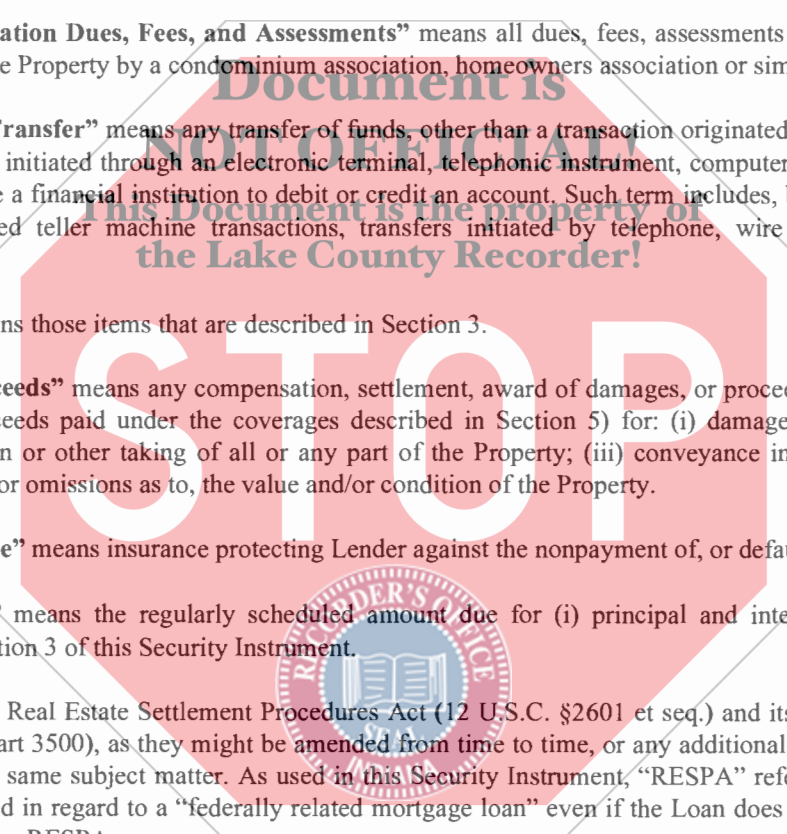 ation Dues, Fees, and Assessments” means all dues, fees, assessments
e Property by a condominium association, homeowners association or sim
Document is
Transfer” means any transfer of funds, other than a transaction originated
NOT OFFICIAL!
initiated through an electronic terminal, telephonic instrument, computer
e a financial institution to debit or credit an account. Such term includes, b
This Document is the property of
ed teller machine transactions, transfers initiated by telephone, wire
the Lake County Recorder!
ns those items that are described in Section 3.
STOP
ceeds” means any compensation, settlement, award of damages, or procee
ceeds paid under the coverages described in Section 5) for: (i) damage
n or other taking of all or any part of the Property; (iii) conveyance in
or omissions as to, the value and/or condition of the Property.
e” means insurance protecting Lender against the nonpayment of, or defau
” means the regularly scheduled amount due for (i) principal and inte
tion 3 of this Security Instrument.
RECORDER'S OFFICE
SEAL
INDIANA
Real Estate Settlement Procedures Act (12 U.S.C. §2601 et seq.) and its
art 3500), as they might be amended from time to time, or any additional
same subject matter. As used in this Security Instrument, “RESPA” refe
d in regard to a “federally related mortgage loan” even if the Loan does
RESPA